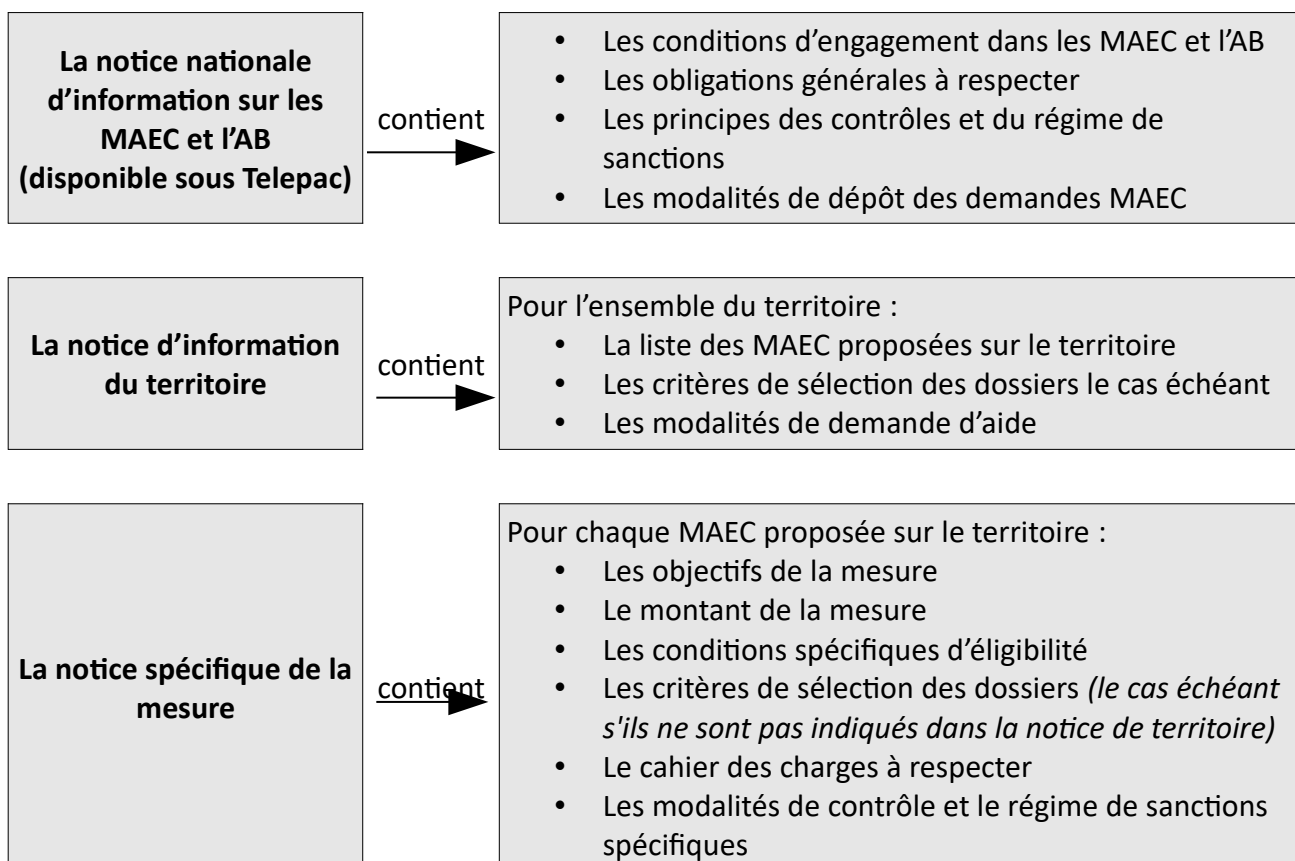 La notice nationale
d’information sur les
MAEC et l’AB
(disponible sous Telepac)
contient
• Les conditions d’engagement dans les MAEC et l’AB
• Les obligations générales à respecter
• Les principes des contrôles et du régime de
sanctions
• Les modalités de dépôt des demandes MAEC
La notice d’information
du territoire
contient
Pour l’ensemble du territoire :
• La liste des MAEC proposées sur le territoire
• Les critères de sélection des dossiers le cas échéant
• Les modalités de demande d’aide
La notice spécifique de la
mesure
contient
Pour chaque MAEC proposée sur le territoire :
• Les objectifs de la mesure
• Le montant de la mesure
• Les conditions spécifiques d’éligibilité
• Les critères de sélection des dossiers (le cas échéant
s'ils ne sont pas indiqués dans la notice de territoire)
• Le cahier des charges à respecter
• Les modalités de contrôle et le régime de sanctions
spécifiques